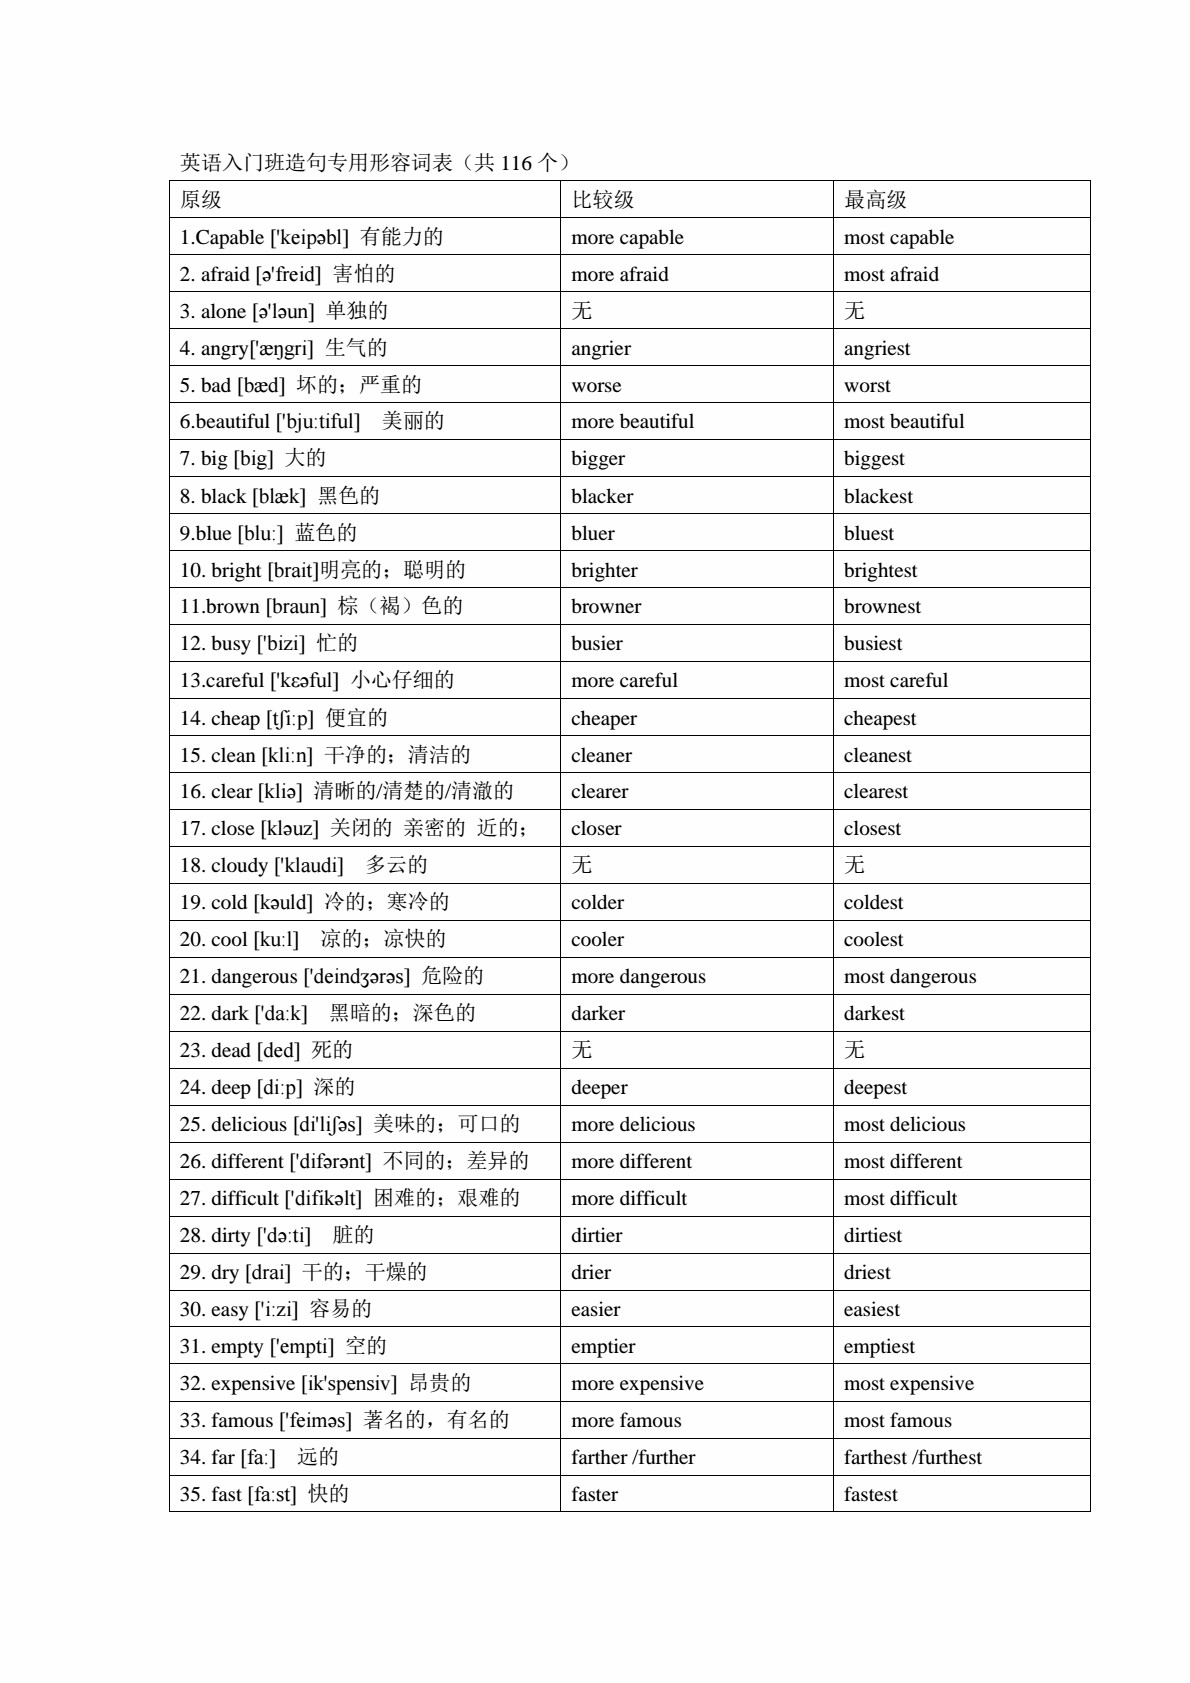 英语入门班造句专用形容词表（共 116 个）
原级 比较级 最高级
1.Capable ['keipəbl] 有能力的 more capable most capable
2. afraid [ə'freid] 害怕的 more afraid most afraid
3. alone [ə'ləun] 单独的 无 无
4. angry['æŋgri] 生气的 angrier angriest
5. bad [bæd] 坏的；严重的 worse worst
6.beautiful ['bju:tiful] 美丽的 more beautiful most beautiful
7. big [big] 大的 bigger biggest
8. black [blæk] 黑色的 blacker blackest
9.blue [blu:] 蓝色的 bluer bluest
10. bright [brait]明亮的；聪明的 brighter brightest
11.brown [braun] 棕（褐）色的 browner brownest
12. busy ['bizi] 忙的 busier busiest
13.careful ['kεəful] 小心仔细的 more careful most careful
14. cheap [tʃi:p] 便宜的 cheaper cheapest
15. clean [kli:n] 干净的；清洁的 cleaner cleanest
16. clear [kliə] 清晰的/清楚的/清澈的 clearer clearest
17. close [kləuz] 关闭的 亲密的 近的； closer closest
18. cloudy ['klaudi] 多云的 无 无
19. cold [kəuld] 冷的；寒冷的 colder coldest
20. cool [ku:l] 凉的；凉快的 cooler coolest
21. dangerous ['deindʒərəs] 危险的 more dangerous most dangerous
22. dark ['da:k] 黑暗的；深色的 darker darkest
23. dead [ded] 死的 无 无
24. deep [di:p] 深的 deeper deepest
25. delicious [di'liʃəs] 美味的；可口的 more delicious most delicious
26. different ['difərənt] 不同的；差异的 more different most different
27. difficult ['difikəlt] 困难的；艰难的 more difficult most difficult
28. dirty ['də:ti] 脏的 dirtier dirtiest
29. dry [drai] 干的；干燥的 drier driest
30. easy ['i:zi] 容易的 easier easiest
31. empty ['empti] 空的 emptier emptiest
32. expensive [ik'spensiv] 昂贵的 more expensive most expensive
33. famous ['feiməs] 著名的，有名的 more famous most famous
34. far [fa:] 远的 farther /further farthest /furthest
35. fast [fa:st] 快的 faster fastest